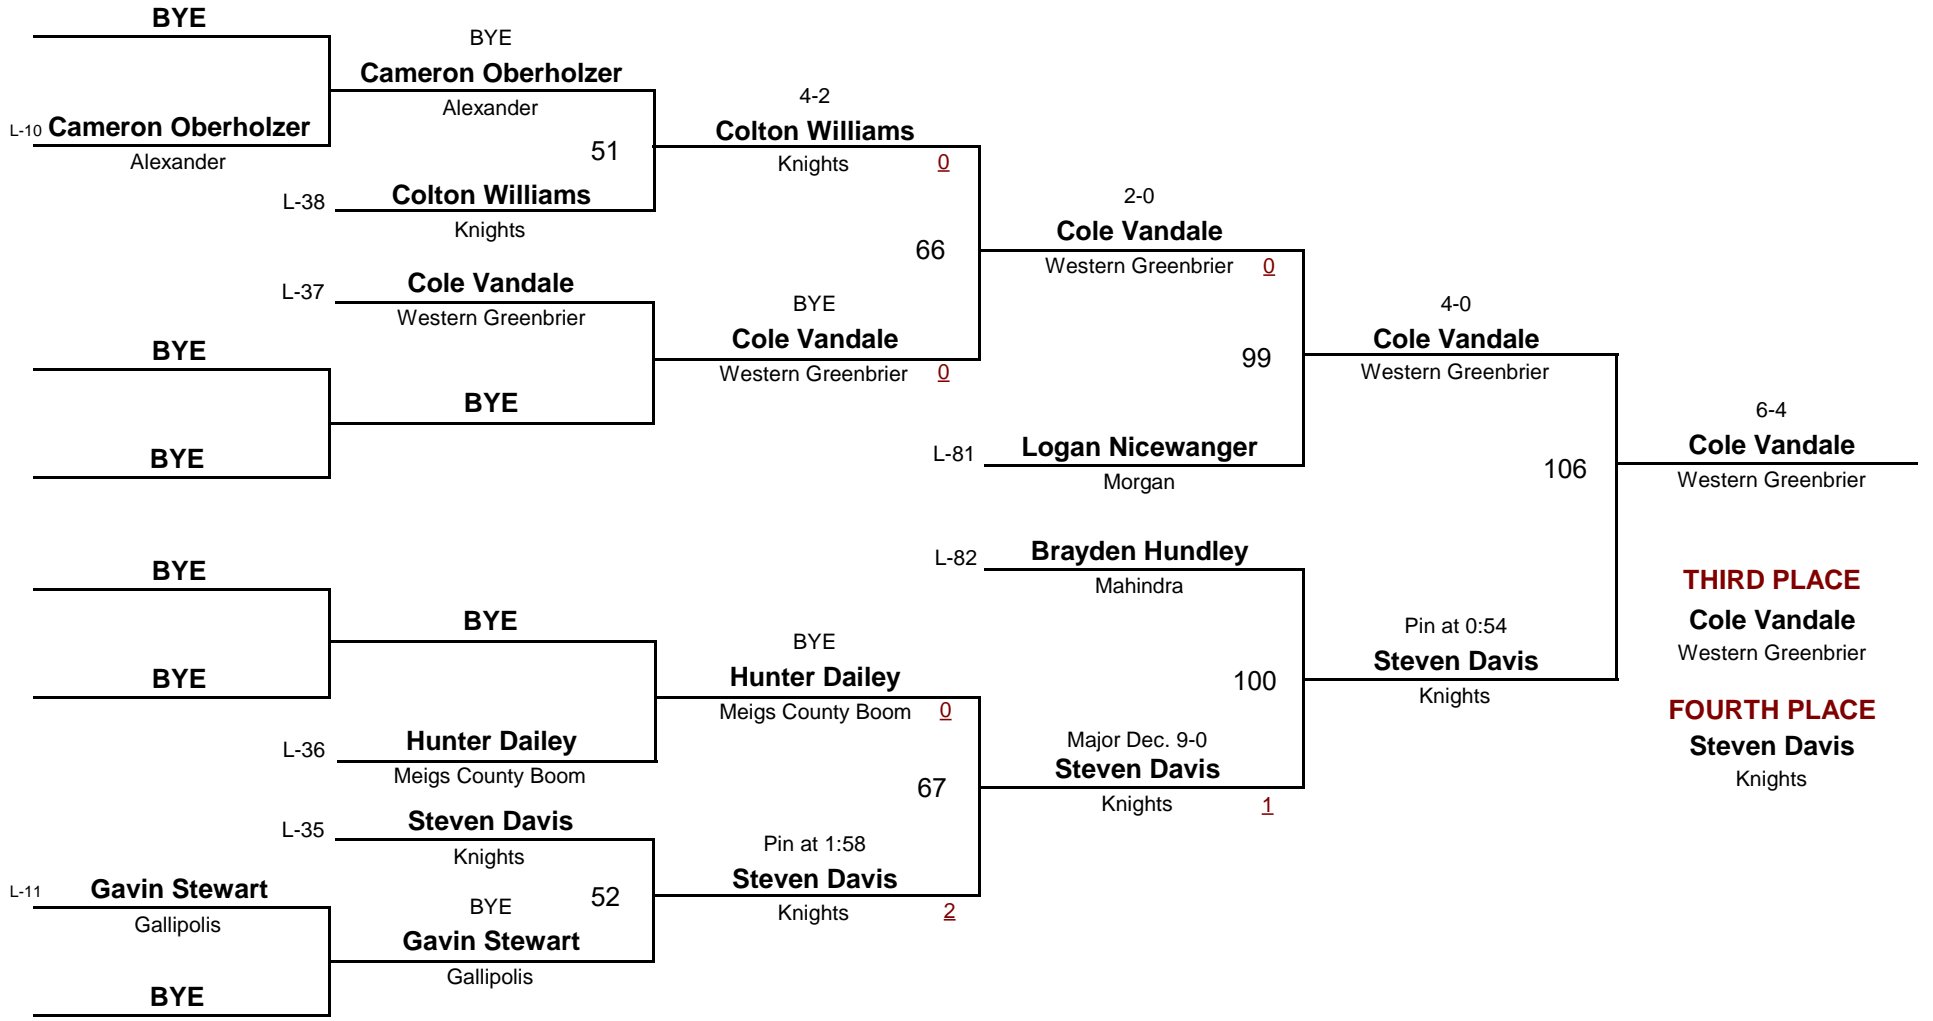 BYE
L-10 Cameron Oberholzer
Alexander
BYE
Cameron Oberholzer
Alexander
51
L-38 Colton Williams
Knights
4-2
Colton Williams
Knights 0
L-37 Cole Vandale
Western Greenbrier
BYE
BYE
BYE
BYE
Cole Vandale
Western Greenbrier 0
66
2-0
Cole Vandale
Western Greenbrier 0
99
L-81 Logan Nicewanger
Morgan
4-0
Cole Vandale
Western Greenbrier
106
6-4
Cole Vandale
Western Greenbrier
BYE
BYE
BYE
L-36 Hunter Dailey
Meigs County Boom
BYE
Hunter Dailey
Meigs County Boom 0
L-35 Steven Davis
Knights
L-11 Gavin Stewart
Gallipolis
BYE
BYE
Gavin Stewart
Gallipolis
52
Pin at 1:58
Steven Davis
Knights 2
67
Major Dec. 9-0
Steven Davis
Knights 1
L-82 Brayden Hundley
Mahindra
100
Pin at 0:54
Steven Davis
Knights
THIRD PLACE
Cole Vandale
Western Greenbrier
FOURTH PLACE
Steven Davis
Knights